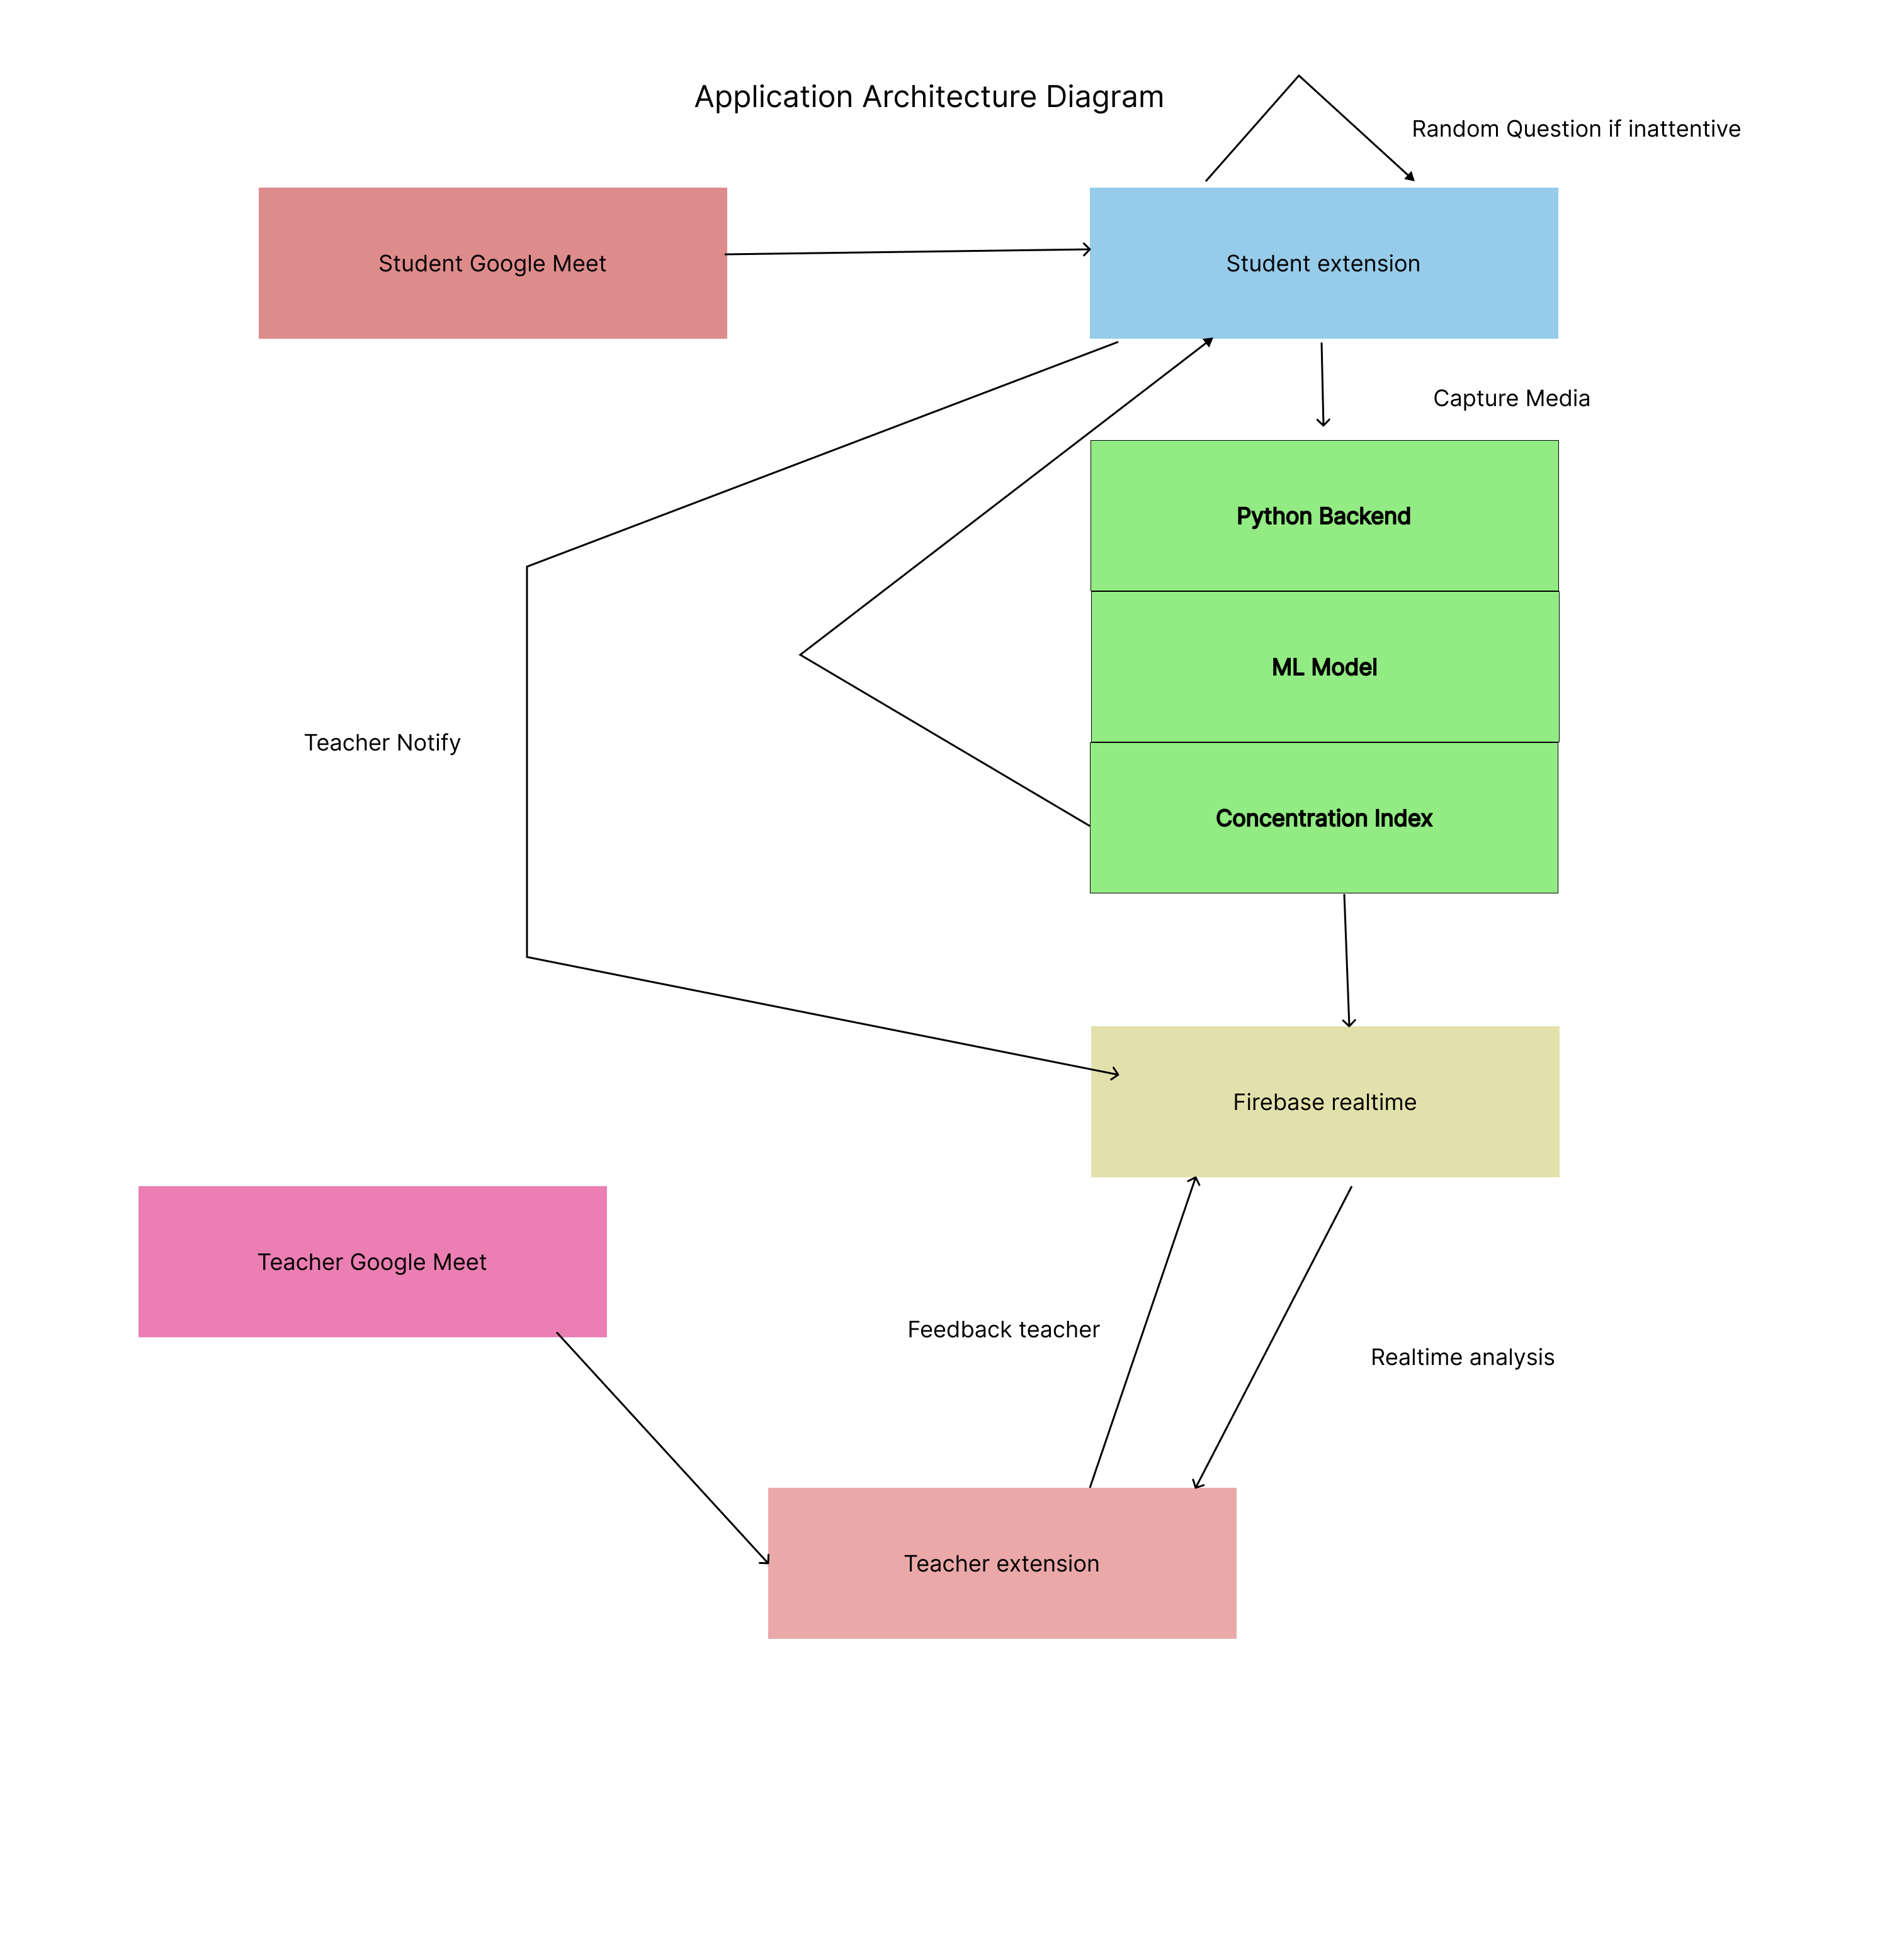 Application Architecture Diagram
Random Question if inattentive
Student Google Meet
Student extension
Capture Media
Python Backend
ML Model
Teacher Notify
Concentration Index
Firebase realtime
Teacher Google Meet
Feedback teacher
Realtime analysis
Teacher extension